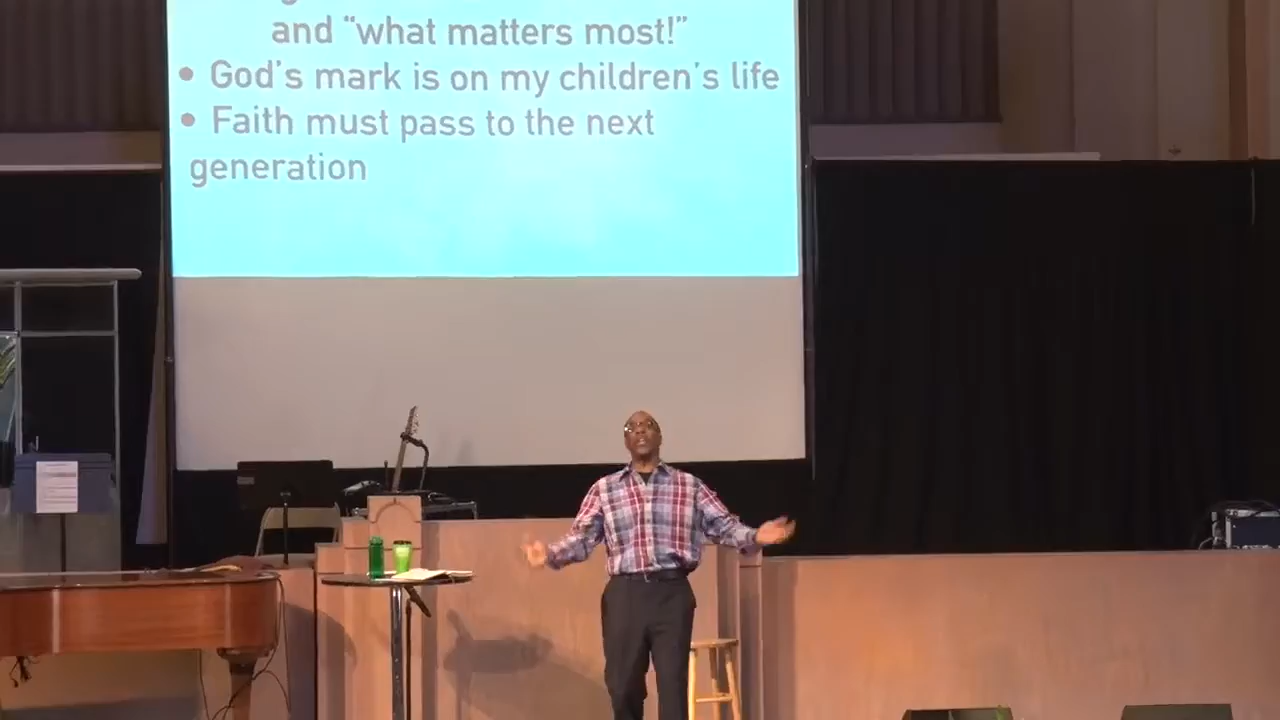 and “what matters most!”
• God's mark is on my children's life
• Faith must pass to the next
generation